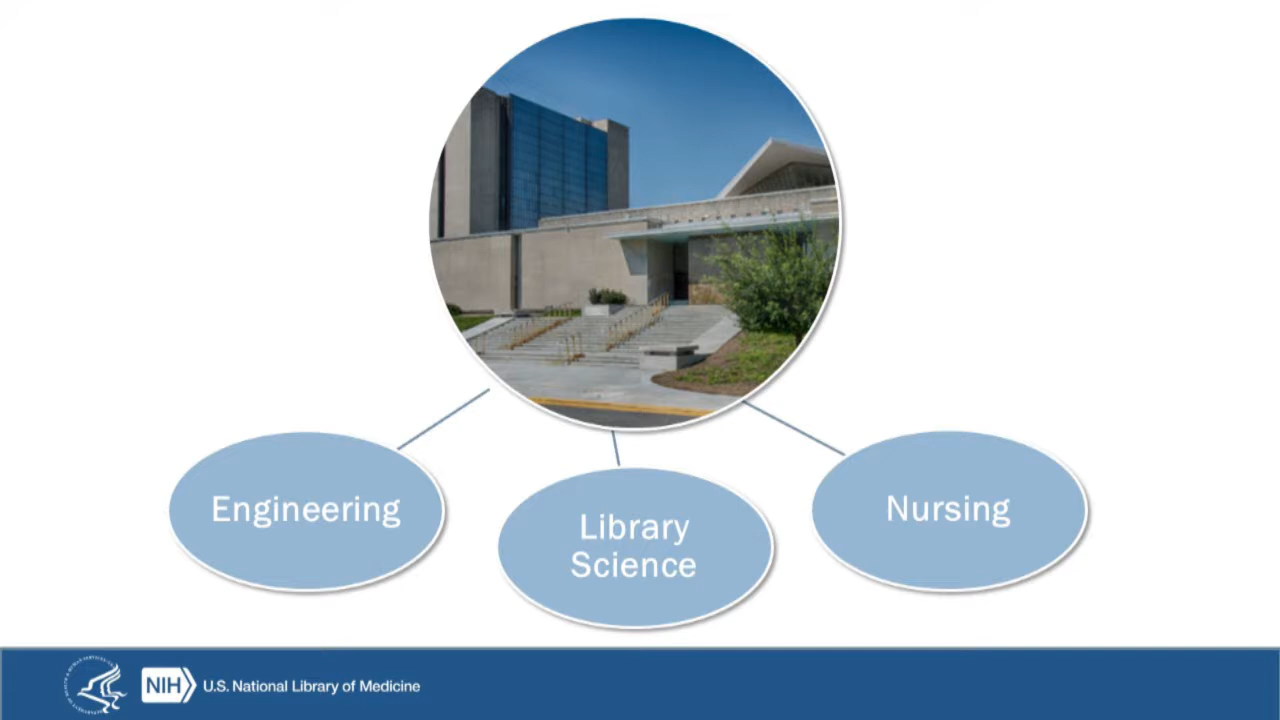 Engineering
Library
Science
Nursing
NIH
U.S. National Library of Medicine